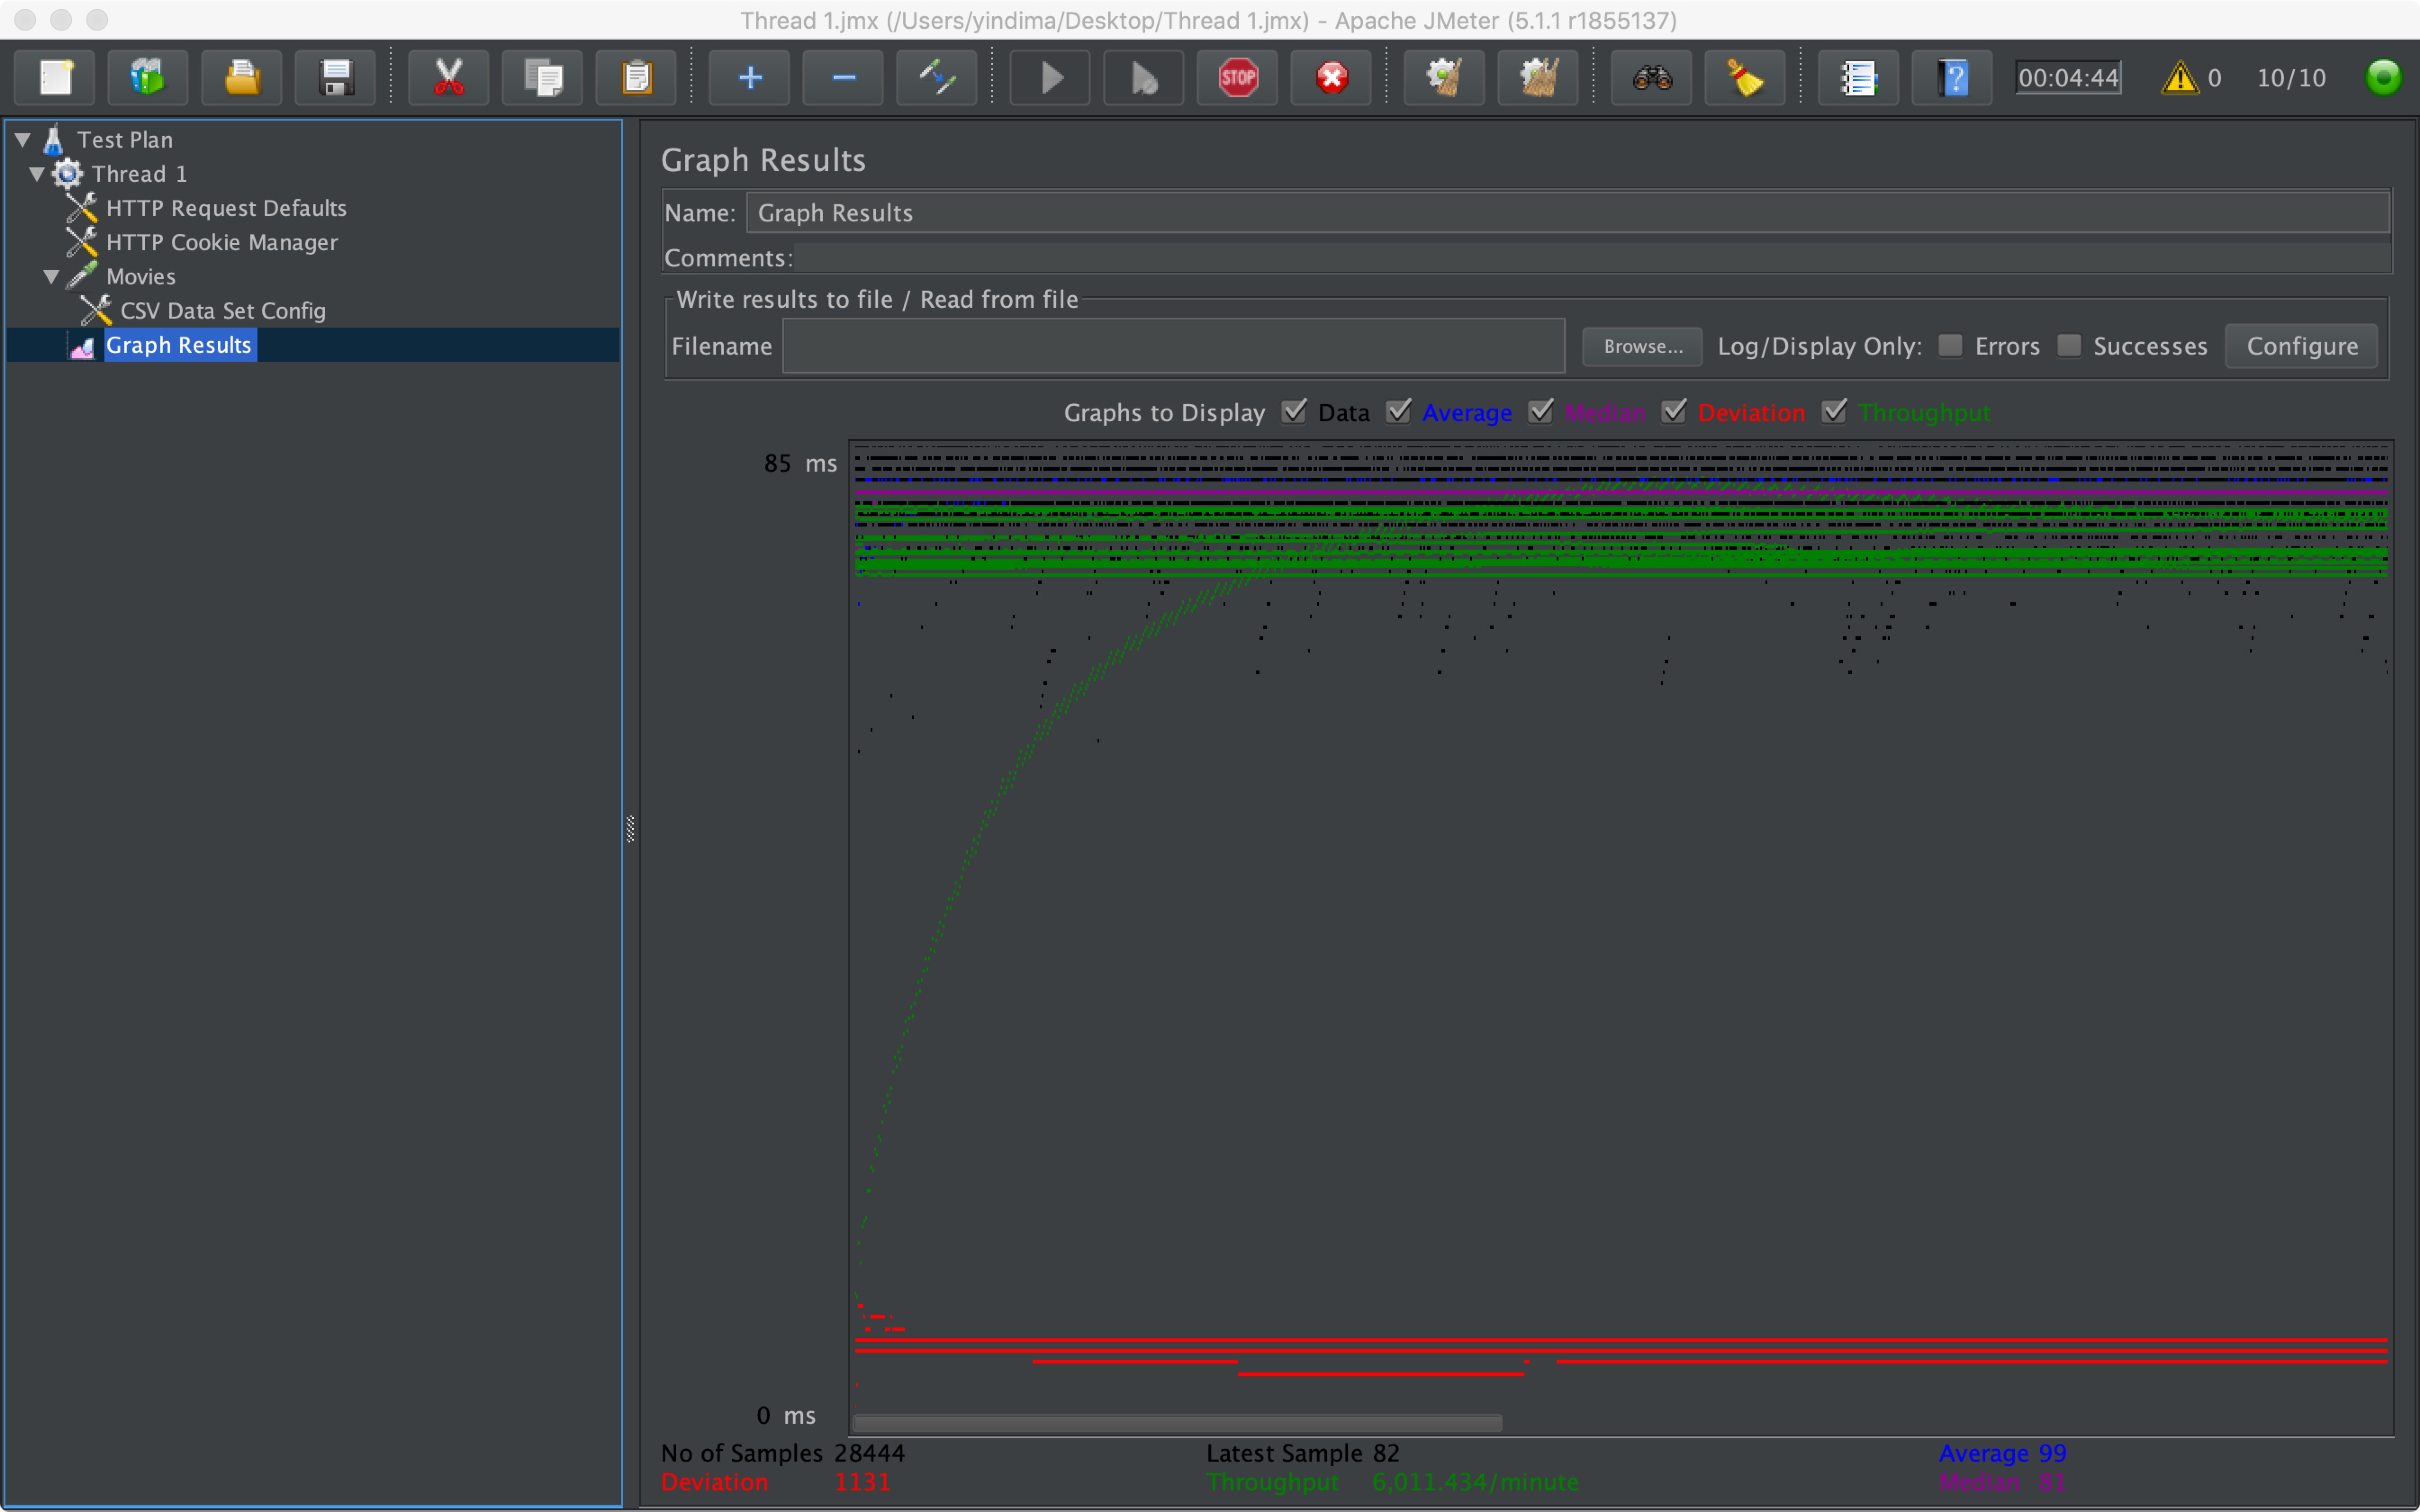 Thread 1.jmx (/Users/yindima/Desktop/Thread 1.jmx) - Apache JMeter (5.1.1 r1855137)
STOP
00:04:44 0 10/10
Test Plan
Thread 1
HTTP Request Defaults
HTTP Cookie Manager
Movies
CSV Data Set Config
Graph Results
Graph Results
Name: Graph Results
Comments:
Write results to file / Read from file
Filename Browse... Log/Display Only: Errors Successes Configure
Graphs to Display Data Average Median Deviation Throughput
85 ms
0 ms
No of Samples 28444 Latest Sample 82 Average 99
Deviation 1131 Throughput 6,011.434/minute Median 81